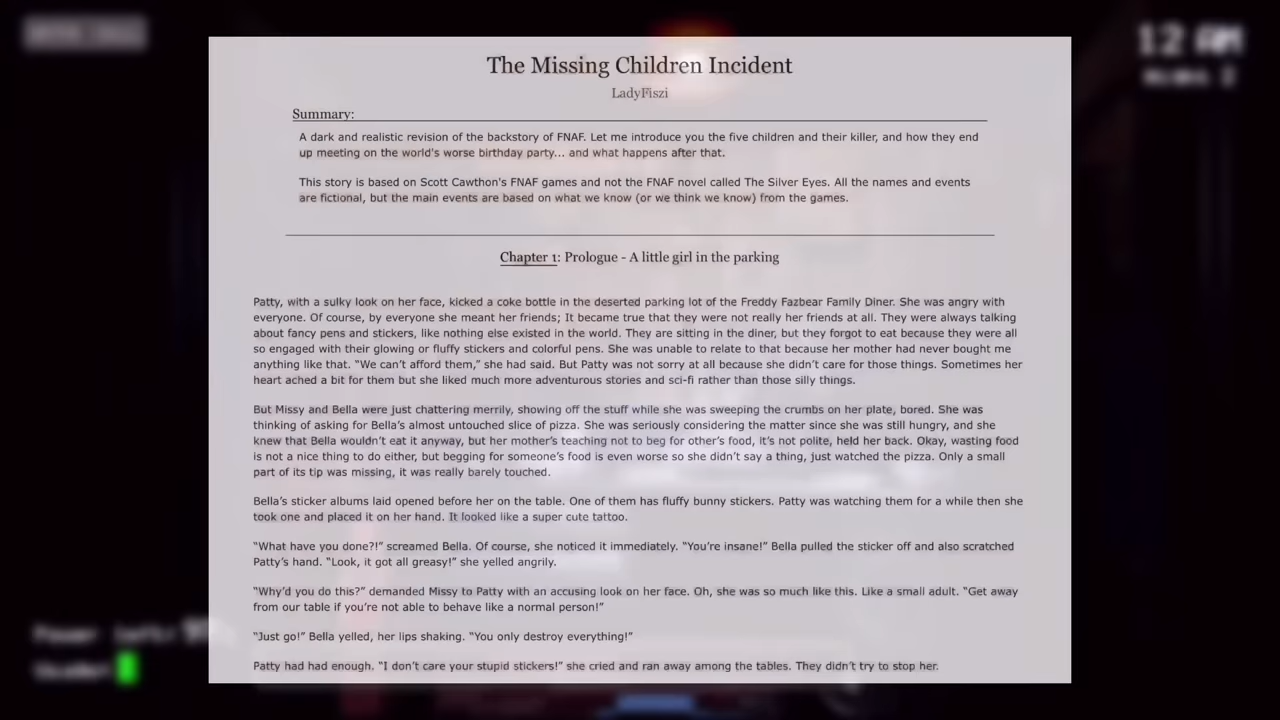 12 AM
The Missing Children Incident
LadyFiszi
Summary:
A dark and realistic revision of the backstory of FNAF. Let me introduce you the five children and their killer, and how they end
up meeting on the world's worse birthday party... and what happens after that.
This story is based on Scott Cawthon's FNAF games and not the FNAF novel called The Silver Eyes. All the names and events
are fictional, but the main events are based on what we know (or we think we know) from the games.
Chapter 1: Prologue - A little girl in the parking
Patty, with a sulky look on her face, kicked a coke bottle in the deserted parking lot of the Freddy Fazbear Family Diner. She was angry with
everyone. Of course, by everyone she meant her friends; It became true that they were not really her friends at all. They were always talking
about fancy pens and stickers, like nothing else existed in the world. They are sitting in the diner, but they forgot to eat because they were all
so engaged with their glowing or fluffy stickers and colorful pens. She was unable to relate to that because her mother had never bought me
anything like that. “We can’t afford them,” she had said. But Patty was not sorry at all because she didn’t care for those things. Sometimes her
heart ached a bit for them but she liked much more adventurous stories and sci-fi rather than those silly things.
But Missy and Bella were just chattering merrily, showing off the stuff while she was sweeping the crumbs on her plate, bored. She was
thinking of asking for Bella’s almost untouched slice of pizza. She was seriously considering the matter since she was still hungry, and she
knew that Bella wouldn’t eat it anyway, but her mother’s teaching not to beg for other’s food, it’s not polite, held her back. Okay, wasting food
is not a nice thing to do either, but begging for someone’s food is even worse so she didn’t say a thing, just watched the pizza. Only a small
part of its tip was missing, it was really barely touched.
Bella’s sticker albums laid opened before her on the table. One of them has fluffy bunny stickers. Patty was watching them for a while then she
took one and placed it on her hand. It looked like a super cute tattoo.
“What have you done?!” screamed Bella. Of course, she noticed it immediately. “You’re insane!” Bella pulled the sticker off and also scratched
Patty’s hand. “Look, it got all greasy!” she yelled angrily.
“Why’d you do this?” demanded Missy to Patty with an accusing look on her face. Oh, she was so much like this. Like a small adult. “Get away
from our table if you’re not able to behave like a normal person!”
“Just go!” Bella yelled, her lips shaking. “You only destroy everything!”
Patty had had enough. “I don’t care your stupid stickers!” she cried and ran away among the tables. They didn’t try to stop her.
Power left:
Usage: